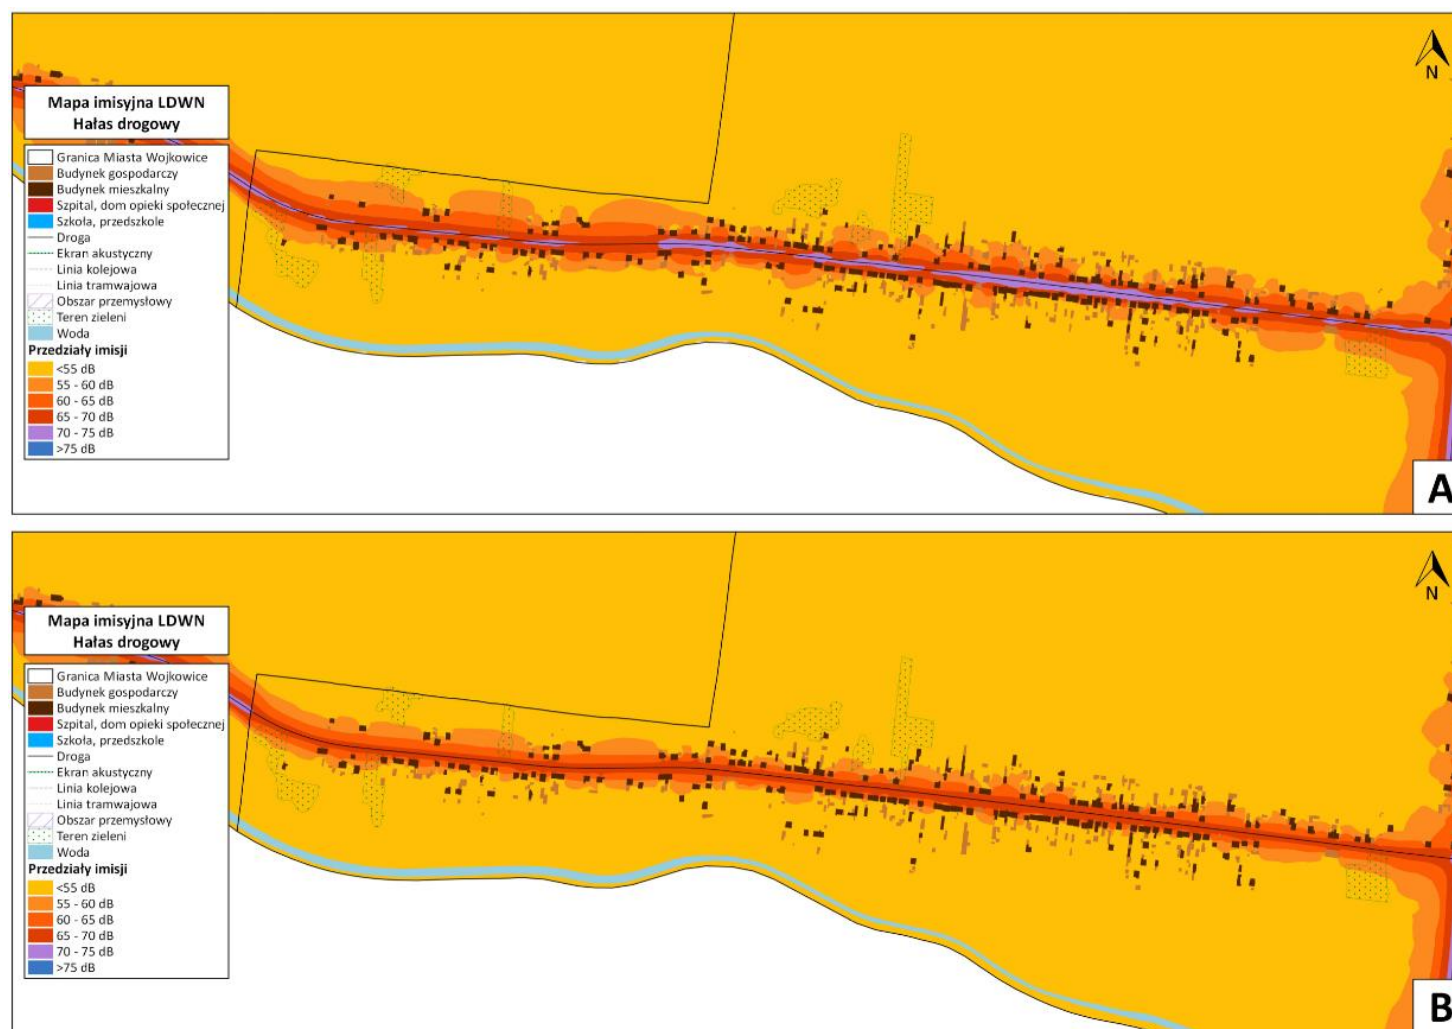 N
Mapa imisyjna LDWN
Hałas drogowy
Granica Miasta Wojkowice
Budynek gospodarczy
Budynek mieszkalny
Szpital, dom opieki społecznej
Szkoła, przedszkole
Droga
Ekran akustyczny
Linia kolejowa
Linia tramwajowa
Obszar przemysłowy
Teren zieleni
Woda
Przedziały imisji
<55 dB
55 - 60 dB
60 - 65 dB
65 - 70 dB
70 - 75 dB
>75 dB
A
N
Mapa imisyjna LDWN
Hałas drogowy
Granica Miasta Wojkowice
Budynek gospodarczy
Budynek mieszkalny
Szpital, dom opieki społecznej
Szkoła, przedszkole
Droga
Ekran akustyczny
Linia kolejowa
Linia tramwajowa
Obszar przemysłowy
Teren zieleni
Woda
Przedziały imisji
<55 dB
55 - 60 dB
60 - 65 dB
65 - 70 dB
70 - 75 dB
>75 dB
B